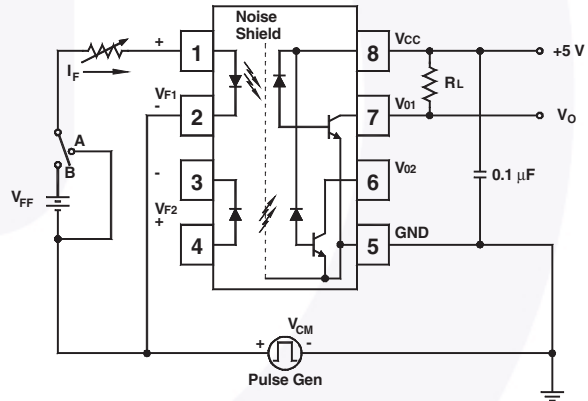 Noise
Shield
+
1
8
VCC
+5 V
IF
VF1
RL
-
2
7
V01
VO
A
B
-
3
6
V02
0.1 μF
VFF
VF2
+
4
5
GND
VCM
+
-
Pulse Gen